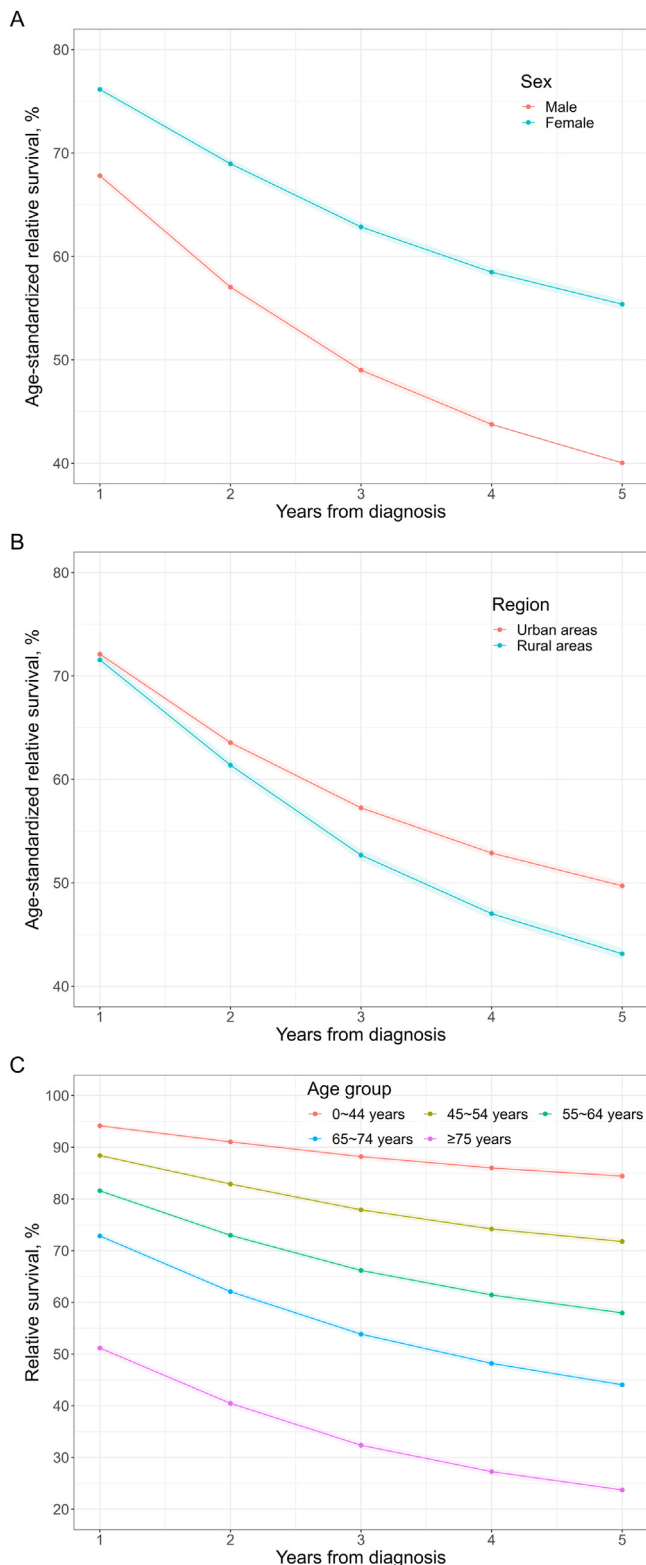 A
Age-standardized relative survival, %
80
70
60
50
40
Sex
Male
Female
1 2 3 4 5
Years from diagnosis
B
Age-standardized relative survival, %
80
70
60
50
40
Region
Urban areas
Rural areas
1 2 3 4 5
Years from diagnosis
C
Relative survival, %
100
90
80
70
60
50
40
30
20
Age group
0~44 years 45~54 years 55~64 years
65~74 years ≥75 years
1 2 3 4 5
Years from diagnosis